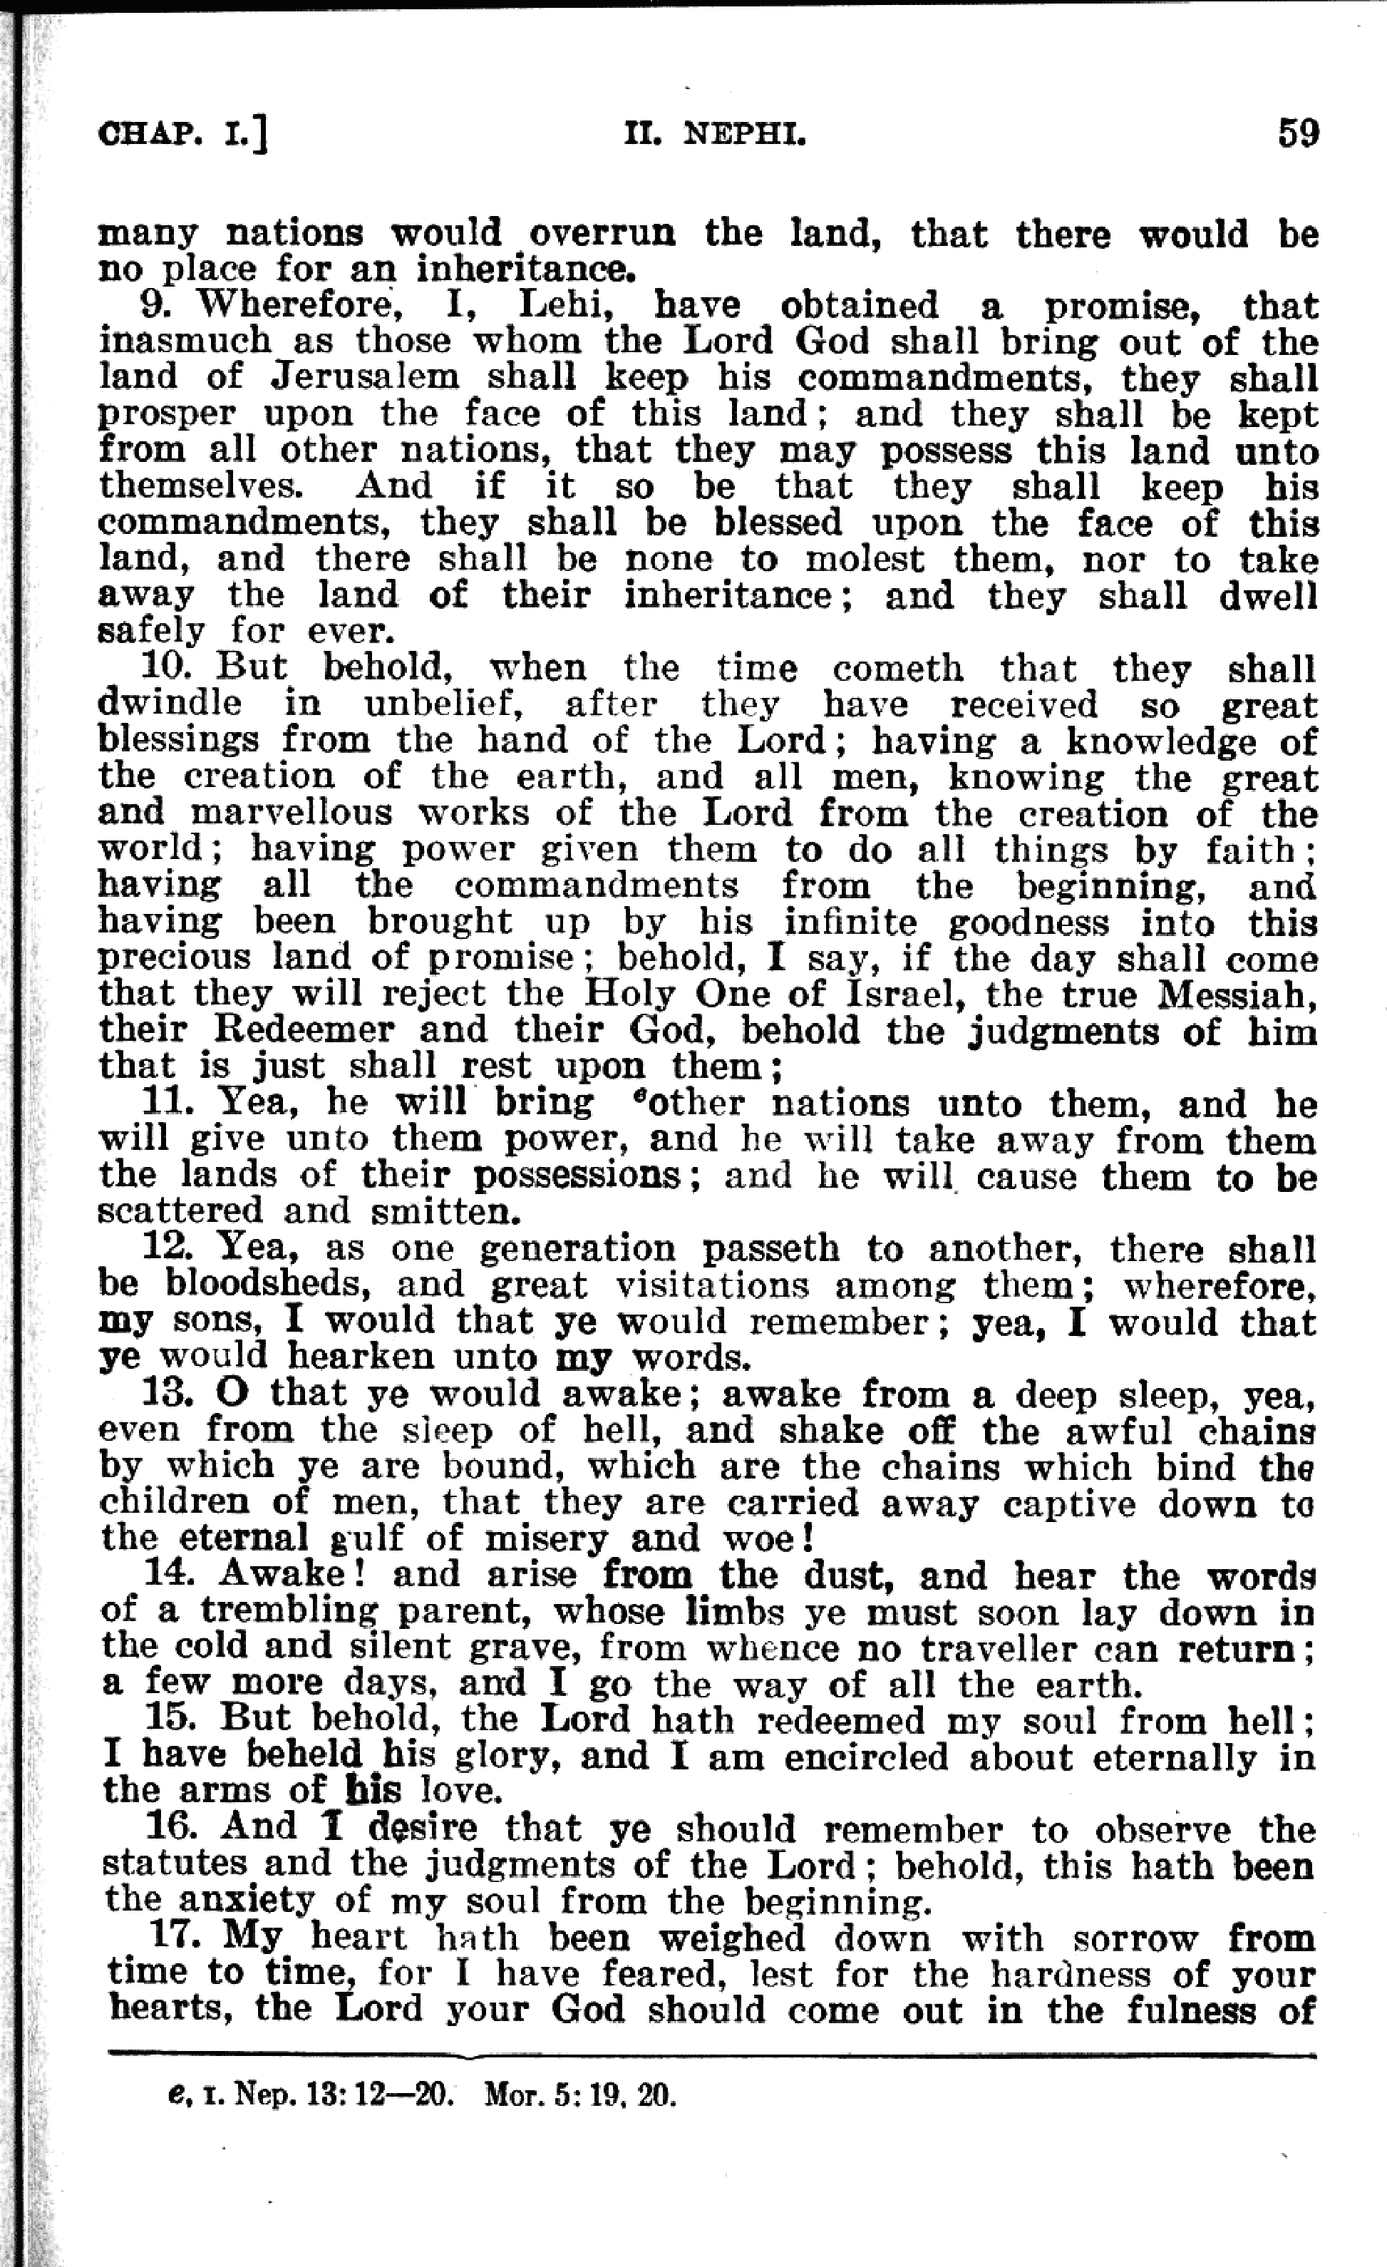 CHAP. I.] II. NEPHI. 59
many nations would overrun the land, that there would be
no place for an inheritance.
9. Wherefore, I, Lehi, have obtained a promise, that
inasmuch as those whom the Lord God shall bring out of the
land of Jerusalem shall keep his commandments, they shall
prosper upon the face of this land; and they shall be kept
from all other nations, that they may possess this land unto
themselves. And if it so be that they shall keep his
commandments, they shall be blessed upon the face of this
land, and there shall be none to molest them, nor to take
away the land of their inheritance; and they shall dwell
safely for ever.
10. But behold, when the time cometh that they shall
dwindle in unbelief, after they have received so great
blessings from the hand of the Lord; having a knowledge of
the creation of the earth, and all men, knowing the great
and marvellous works of the Lord from the creation of the
world; having power given them to do all things by faith;
having all the commandments from the beginning, and
having been brought up by his infinite goodness into this
precious land of promise; behold, I say, if the day shall come
that they will reject the Holy One of Israel, the true Messiah,
their Redeemer and their God, behold the judgments of him
that is just shall rest upon them;
11. Yea, he will bring ᵉother nations unto them, and he
will give unto them power, and he will take away from them
the lands of their possessions; and he will cause them to be
scattered and smitten.
12. Yea, as one generation passeth to another, there shall
be bloodsheds, and great visitations among them; wherefore,
my sons, I would that ye would remember; yea, I would that
ye would hearken unto my words.
13. O that ye would awake; awake from a deep sleep, yea,
even from the sleep of hell, and shake off the awful chains
by which ye are bound, which are the chains which bind the
children of men, that they are carried away captive down to
the eternal gulf of misery and woe!
14. Awake! and arise from the dust, and hear the words
of a trembling parent, whose limbs ye must soon lay down in
the cold and silent grave, from whence no traveller can return;
a few more days, and I go the way of all the earth.
15. But behold, the Lord hath redeemed my soul from hell;
I have beheld his glory, and I am encircled about eternally in
the arms of his love.
16. And I desire that ye should remember to observe the
statutes and the judgments of the Lord; behold, this hath been
the anxiety of my soul from the beginning.
17. My heart hath been weighed down with sorrow from
time to time, for I have feared, lest for the hardness of your
hearts, the Lord your God should come out in the fulness of
e, I. Nep. 13: 12—20. Mor. 5: 19, 20.